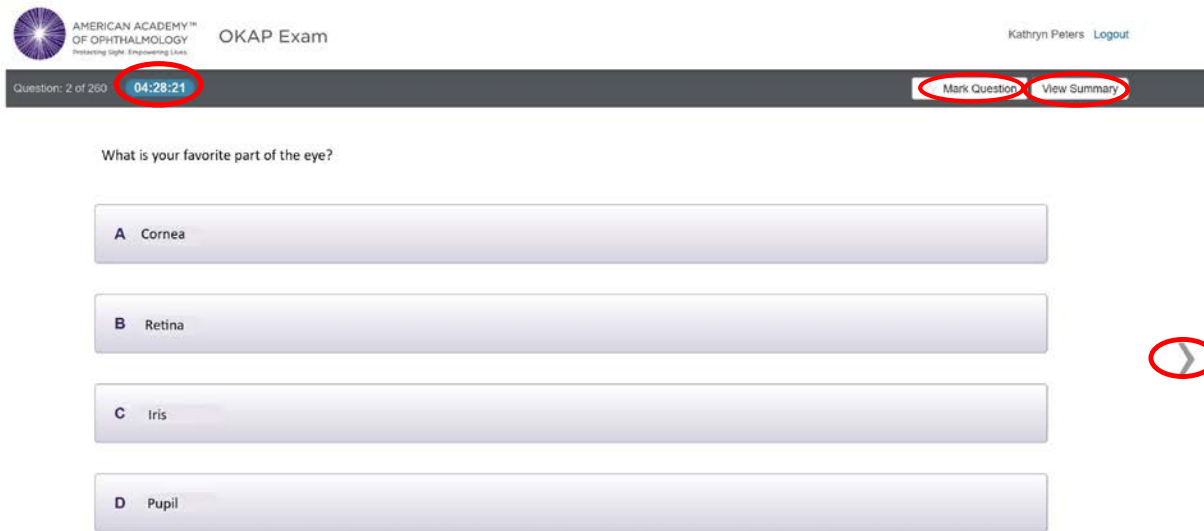 AMERICAN ACADEMY™
OF OPHTHALMOLOGY
Protecting Sight. Empowering Lives.
OKAP Exam
Kathryn Peters Logout
Question: 2 of 260 04:28:21 Mark Question View Summary
What is your favorite part of the eye?
A Cornea
B Retina
C Iris
D Pupil